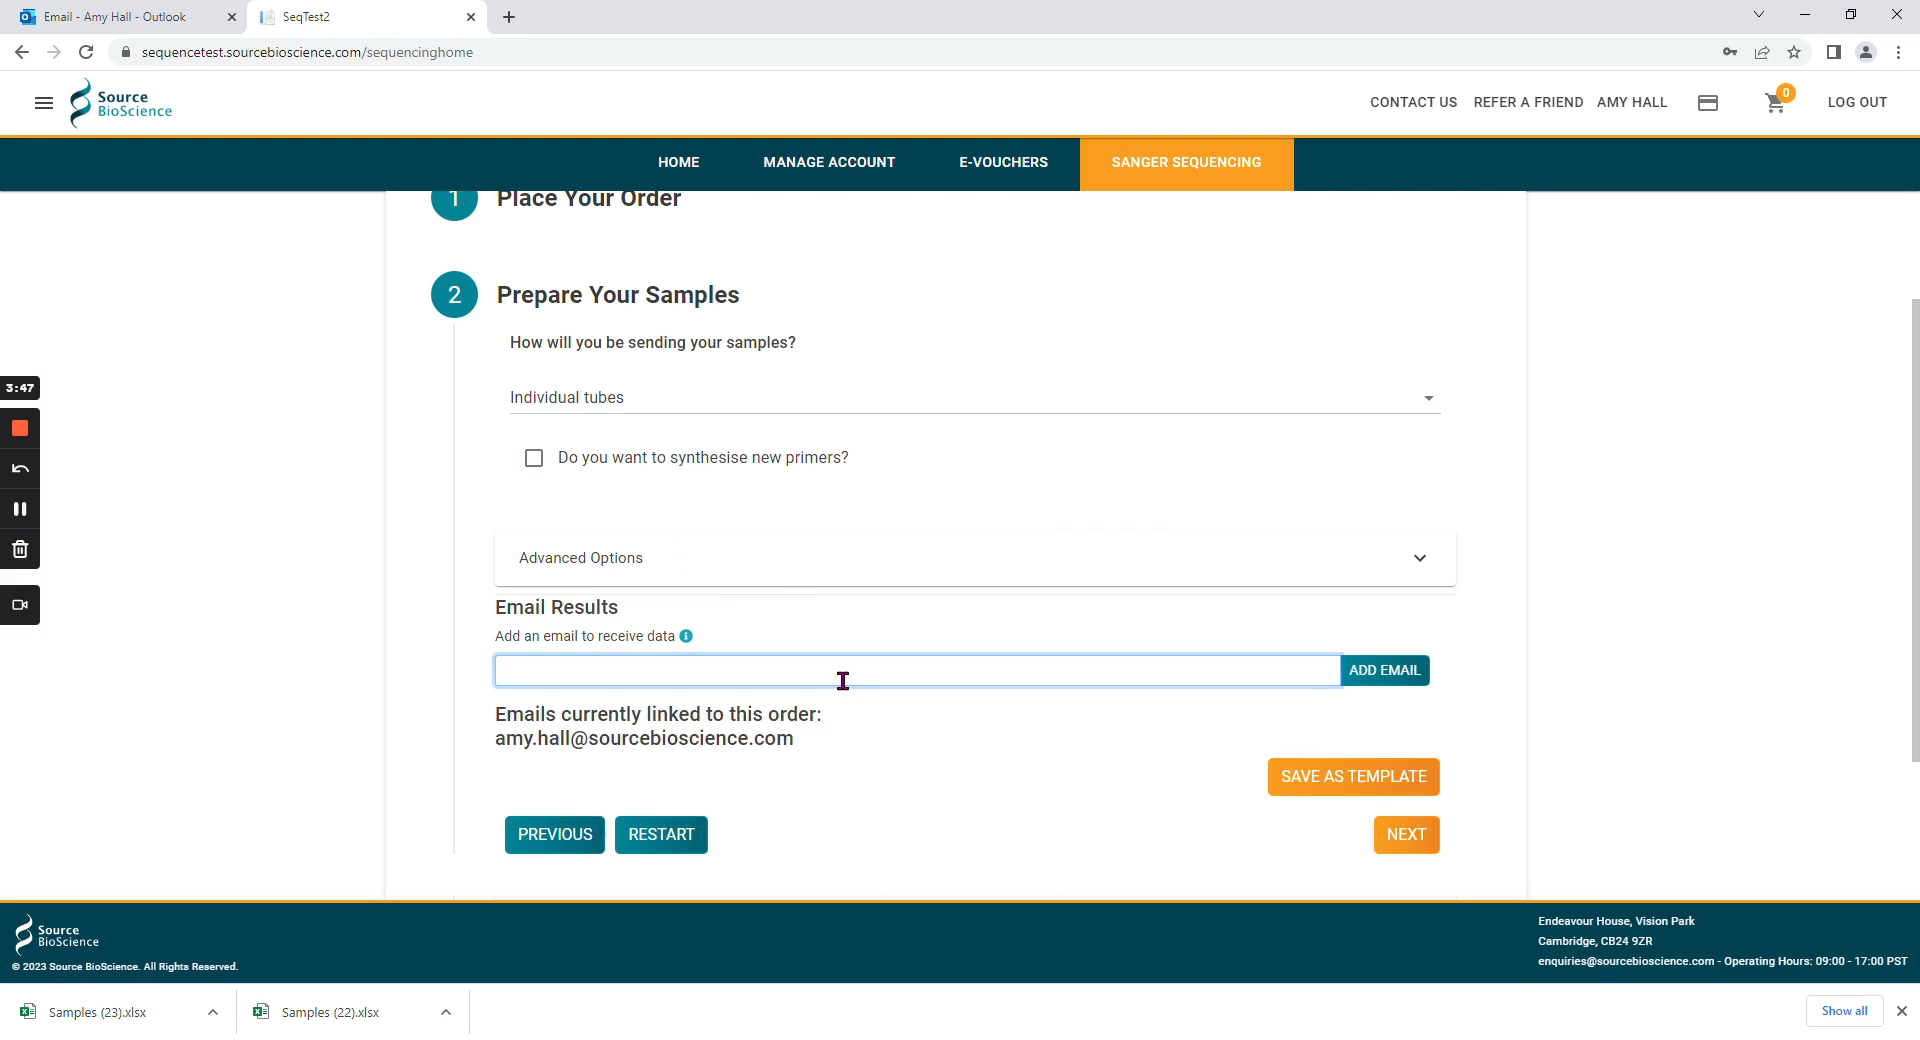 Email - Amy Hall - Outlook
SeqTest2
sequencetest.sourcebioscience.com/sequencinghome
Source
BioScience
CONTACT US
REFER A FRIEND
AMY HALL
0
LOG OUT
HOME
MANAGE ACCOUNT
E-VOUCHERS
SANGER SEQUENCING
1
Place Your Order
2
Prepare Your Samples
How will you be sending your samples?
3:47
Individual tubes
Do you want to synthesise new primers?
Advanced Options
Email Results
Add an email to receive data
ADD EMAIL
Emails currently linked to this order:
amy.hall@sourcebioscience.com
SAVE AS TEMPLATE
PREVIOUS
RESTART
NEXT
Source
BioScience
© 2023 Source BioScience. All Rights Reserved.
Endeavour House, Vision Park
Cambridge, CB24 9ZR
enquiries@sourcebioscience.com - Operating Hours: 09:00 - 17:00 PST
Samples (23).xlsx
Samples (22).xlsx
Show all